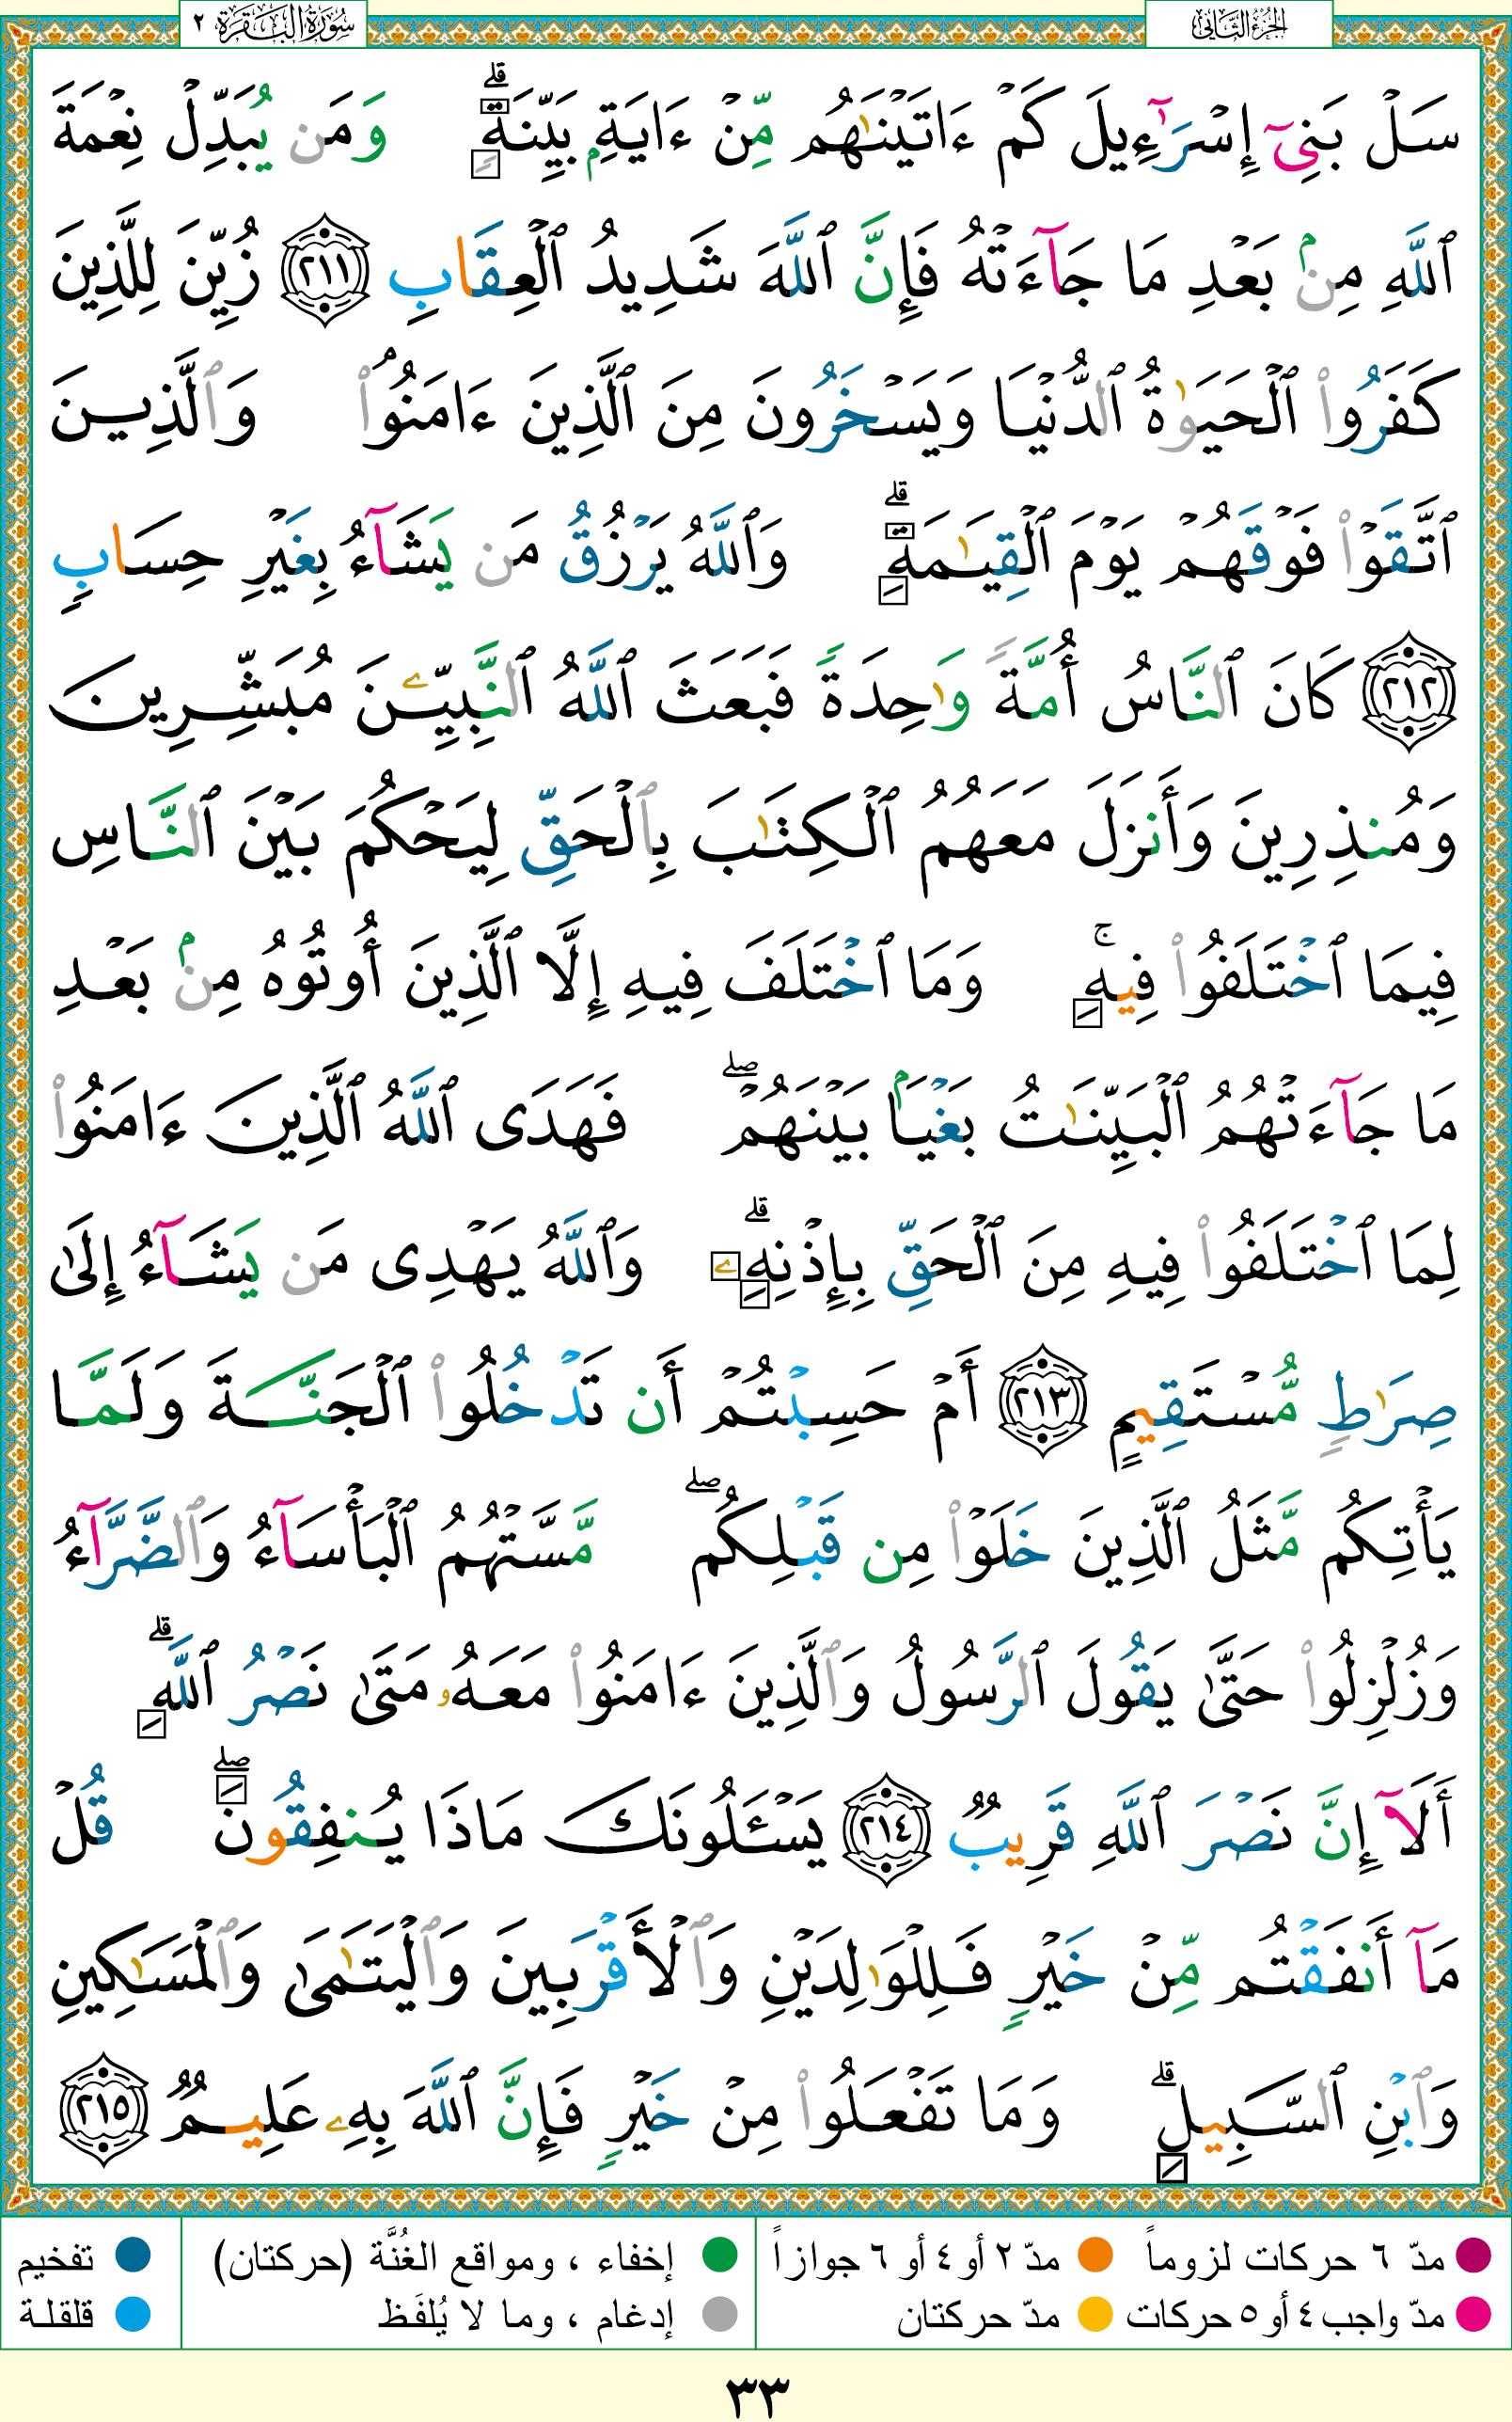 الجزء الثاني
سورة البقرة ٢
سَلْ بَنِىٓ إِسْرَٰٓءِيلَ كَمْ ءَاتَيْنَٰهُم مِّنْ ءَايَةٍۭ بَيِّنَةٍۗ وَمَن يُبَدِّلْ نِعْمَةَ
ٱللَّهِ مِنۢ بَعْدِ مَا جَآءَتْهُ فَإِنَّ ٱللَّهَ شَدِيدُ ٱلْعِقَابِ ٢١١ زُيِّنَ لِلَّذِينَ
كَفَرُوا۟ ٱلْحَيَوٰةُ ٱلدُّنْيَا وَيَسْخَرُونَ مِنَ ٱلَّذِينَ ءَامَنُوا۟ۘ وَٱلَّذِينَ
ٱتَّقَوْا۟ فَوْقَهُمْ يَوْمَ ٱلْقِيَٰمَةِۗ وَٱللَّهُ يَرْزُقُ مَن يَشَآءُ بِغَيْرِ حِسَابٍ
٢١٢ كَانَ ٱلنَّاسُ أُمَّةً وَٰحِدَةً فَبَعَثَ ٱللَّهُ ٱلنَّبِيِّۦنَ مُبَشِّرِينَ
وَمُنذِرِينَ وَأَنزَلَ مَعَهُمُ ٱلْكِتَٰبَ بِٱلْحَقِّ لِيَحْكُمَ بَيْنَ ٱلنَّاسِ
فِيمَا ٱخْتَلَفُوا۟ فِيهِۚ وَمَا ٱخْتَلَفَ فِيهِ إِلَّا ٱلَّذِينَ أُوتُوهُ مِنۢ بَعْدِ
مَا جَآءَتْهُمُ ٱلْبَيِّنَٰتُ بَغْيًۢا بَيْنَهُمْۖ فَهَدَى ٱللَّهُ ٱلَّذِينَ ءَامَنُوا۟
لِمَا ٱخْتَلَفُوا۟ فِيهِ مِنَ ٱلْحَقِّ بِإِذْنِهِۦۗ وَٱللَّهُ يَهْدِى مَن يَشَآءُ إِلَىٰ
صِرَٰطٍ مُّسْتَقِيمٍ ٢١٣ أَمْ حَسِبْتُمْ أَن تَدْخُلُوا۟ ٱلْجَنَّةَ وَلَمَّا
يَأْتِكُم مَّثَلُ ٱلَّذِينَ خَلَوْا۟ مِن قَبْلِكُمۖ مَّسَّتْهُمُ ٱلْبَأْسَآءُ وَٱلضَّرَّآءُ
وَزُلْزِلُوا۟ حَتَّىٰ يَقُولَ ٱلرَّسُولُ وَٱلَّذِينَ ءَامَنُوا۟ مَعَهُۥ مَتَىٰ نَصْرُ ٱللَّهِۗ
أَلَآ إِنَّ نَصْرَ ٱللَّهِ قَرِيبٌ ٢١٤ يَسْـَٔلُونَكَ مَاذَا يُنفِقُونَۖ قُلْ
مَآ أَنفَقْتُم مِّنْ خَيْرٍ فَلِلْوَٰلِدَيْنِ وَٱلْأَقْرَبِينَ وَٱلْيَتَٰمَىٰ وَٱلْمَسَٰكِينِ
وَٱبْنِ ٱلسَّبِيلِۗ وَمَا تَفْعَلُوا۟ مِنْ خَيْرٍ فَإِنَّ ٱللَّهَ بِهِۦ عَلِيمٌ ٢١٥
مدّ ٦ حركات لزوماً مدّ ٢ أو ٤ أو ٦ جوازاً إخفاء ، ومواقع الغُنَّة (حركتان) تفخيم
مدّ واجب ٤ أو ٥ حركات مدّ حركتان إدغام ، وما لا يُلفَظ قلقلة
٣٣